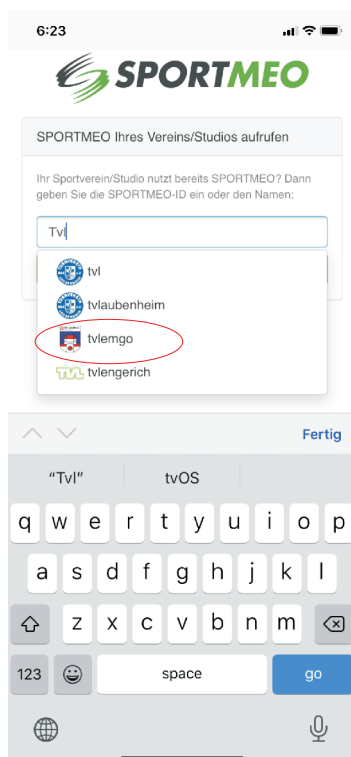 6:23
SPORTMEO
SPORTMEO Ihres Vereins/Studios aufrufen
Ihr Sportverein/Studio nutzt bereits SPORTMEO? Dann
geben Sie die SPORTMEO-ID ein oder den Namen:
Tvl
tvl
tvlaubenheim
tvlemgo
TVL tvlengerich
Fertig
“Tvl” tvOS
q w e r t y u i o p
a s d f g h j k l
z x c v b n m
123 space go